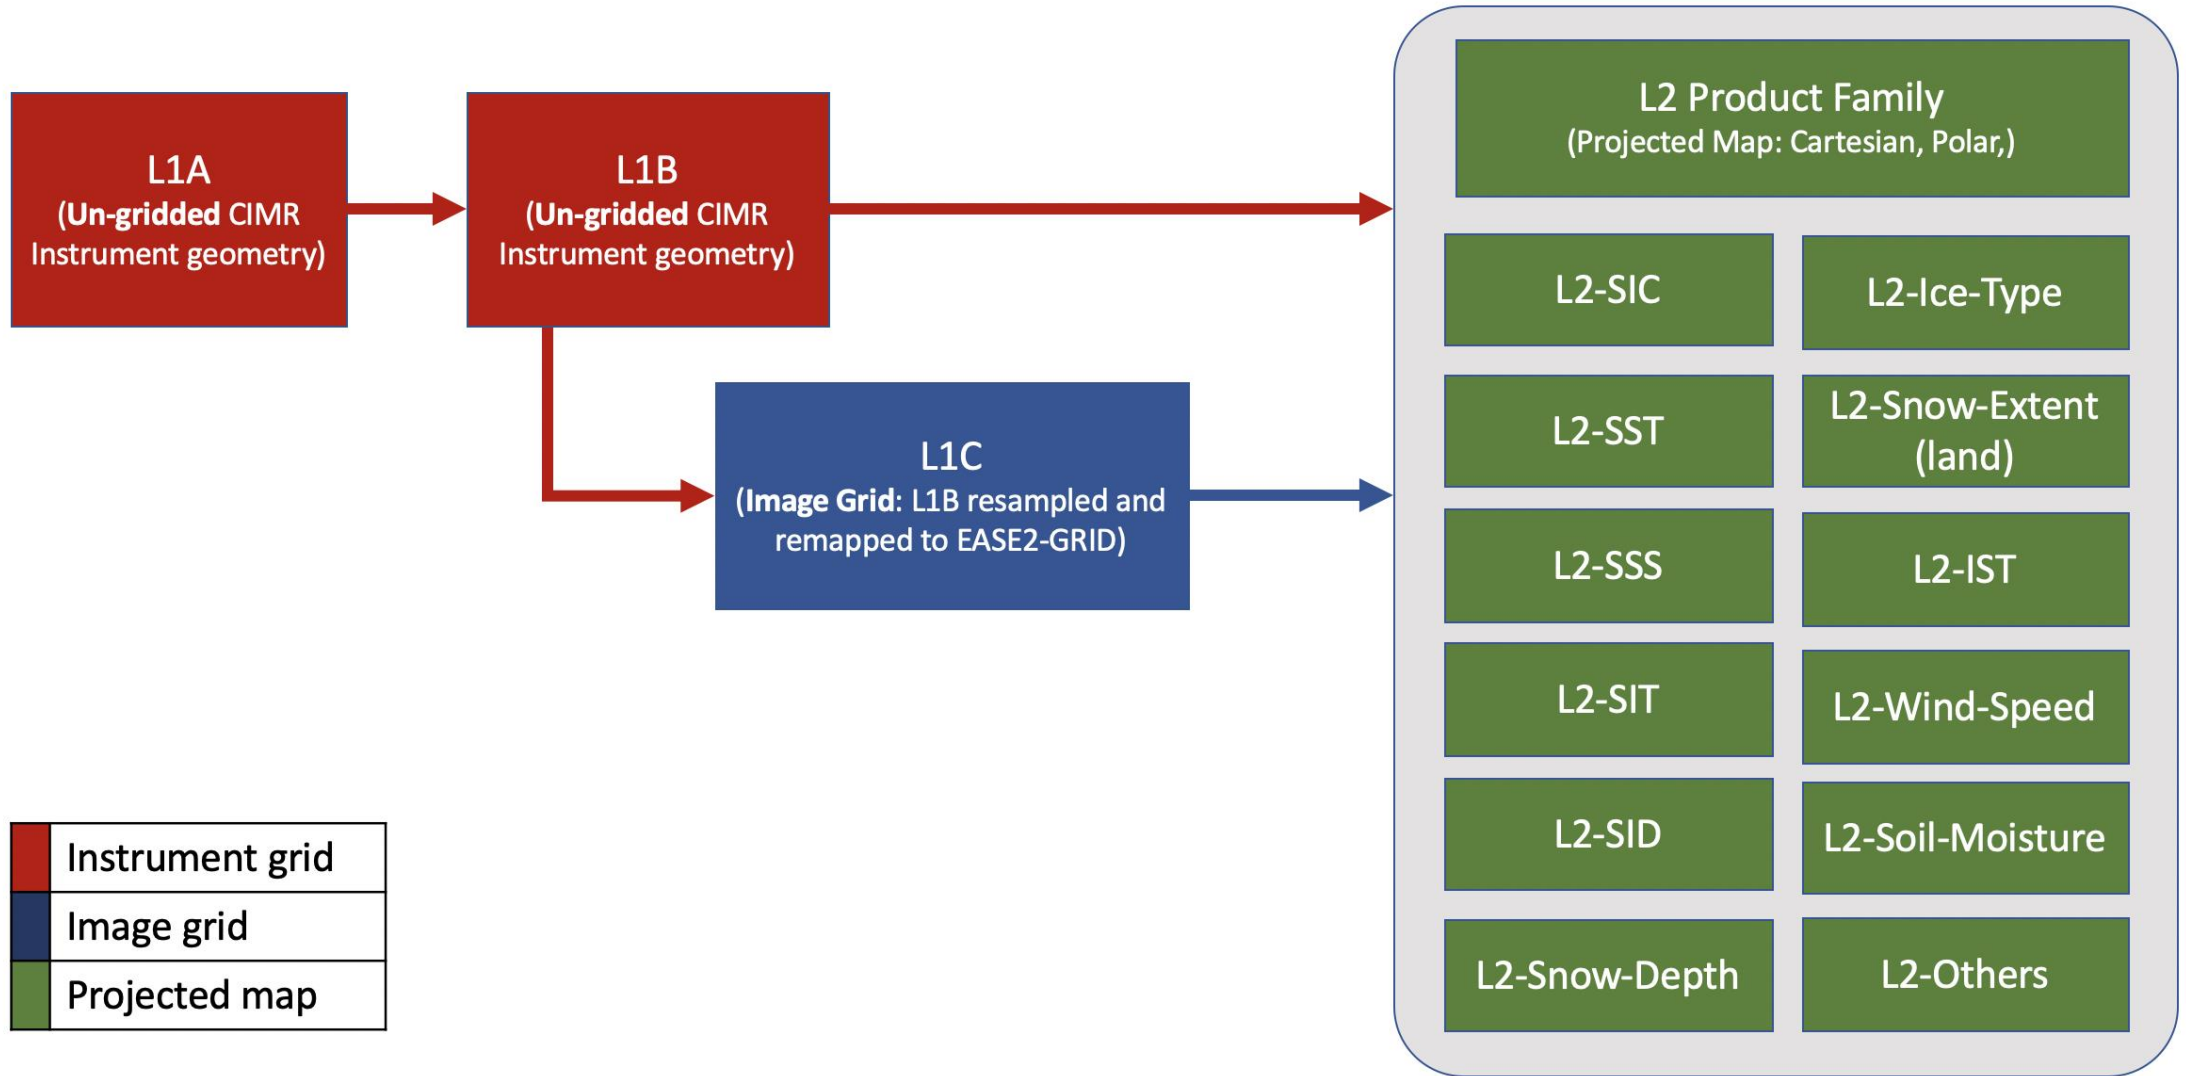 L1A
(Un-gridded CIMR
Instrument geometry)
L1B
(Un-gridded CIMR
Instrument geometry)
L1C
(Image Grid: L1B resampled and
remapped to EASE2-GRID)
L2 Product Family
(Projected Map: Cartesian, Polar,)
L2-SIC
L2-Ice-Type
L2-SST
L2-Snow-Extent
(land)
L2-SSS
L2-IST
L2-SIT
L2-Wind-Speed
L2-SID
L2-Soil-Moisture
L2-Snow-Depth
L2-Others
Instrument grid
Image grid
Projected map